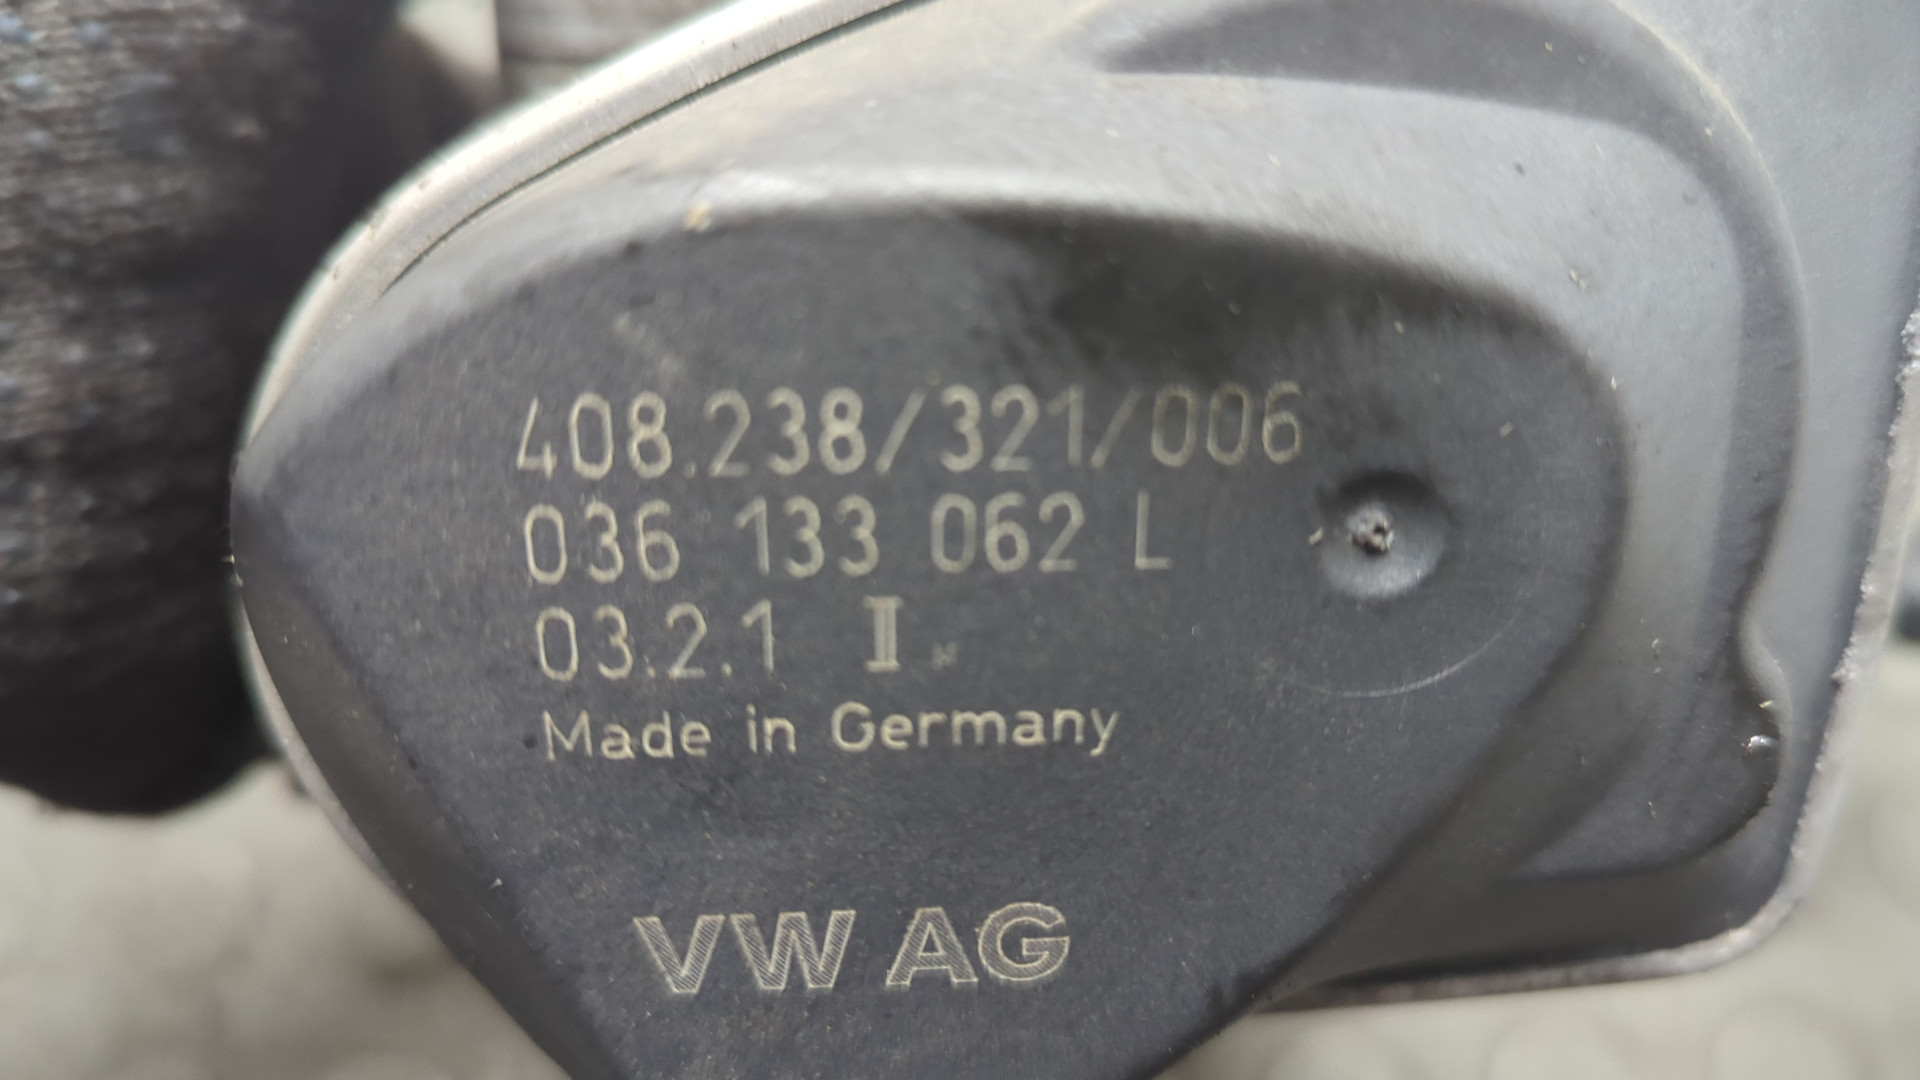 408.238/321/006
036 133 062 L
03.2.1 II
Made in Germany
VW AG